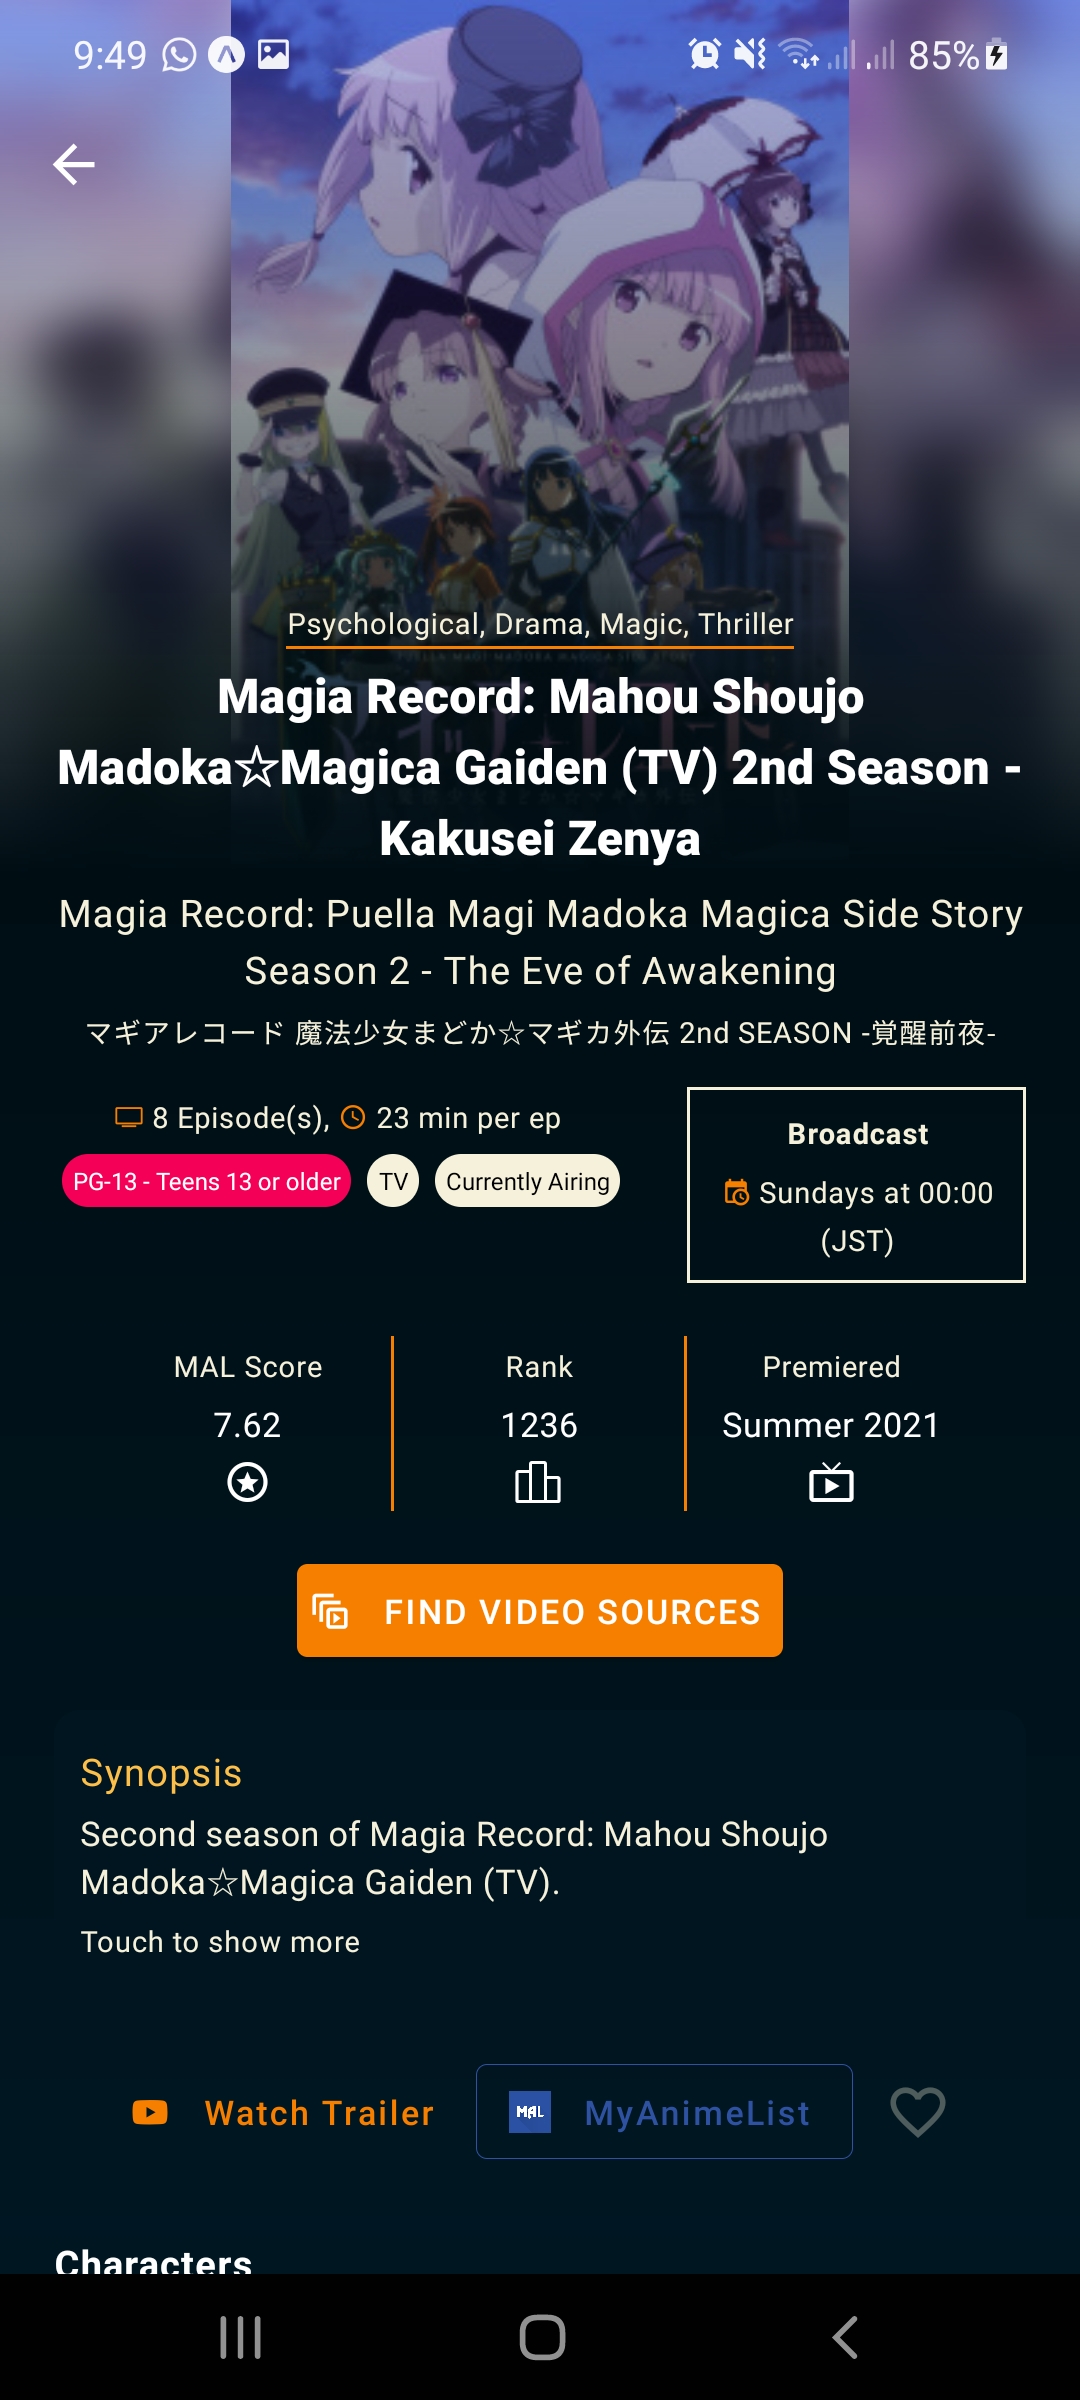 9:49
85%
Psychological, Drama, Magic, Thriller
Magia Record: Mahou Shoujo
Madoka☆Magica Gaiden (TV) 2nd Season -
Kakusei Zenya
Magia Record: Puella Magi Madoka Magica Side Story
Season 2 - The Eve of Awakening
マギアレコード 魔法少女まどか☆マギカ外伝 2nd SEASON -覚醒前夜-
8 Episode(s), 23 min per ep
PG-13 - Teens 13 or older
TV
Currently Airing
Broadcast
Sundays at 00:00
(JST)
MAL Score
7.62
Rank
1236
Premiered
Summer 2021
FIND VIDEO SOURCES
Synopsis
Second season of Magia Record: Mahou Shoujo
Madoka☆Magica Gaiden (TV).
Touch to show more
Watch Trailer
MAL
MyAnimeList
Characters